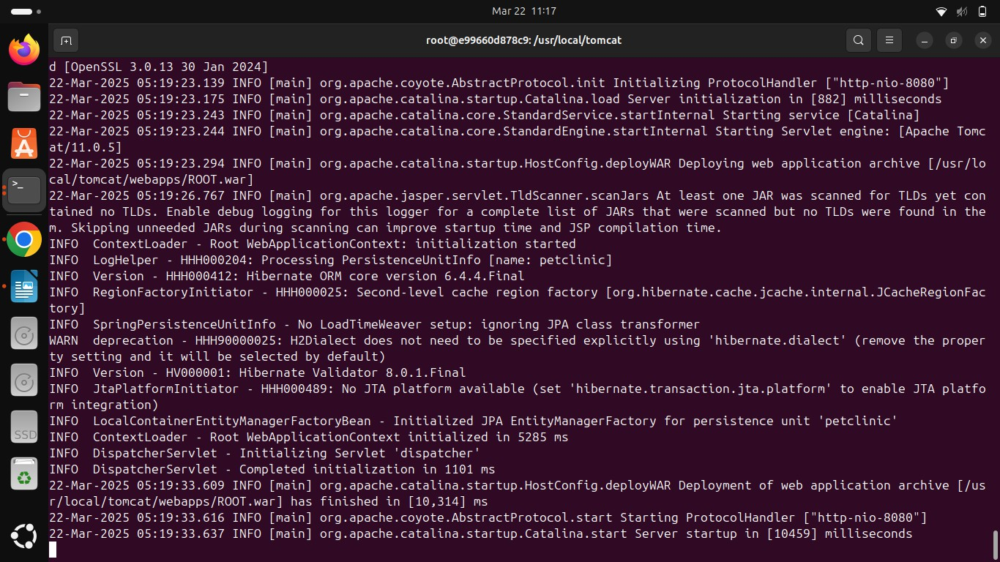 Mar 22 11:17
root@e99660d878c9: /usr/local/tomcat
d [OpenSSL 3.0.13 30 Jan 2024]
22-Mar-2025 05:19:23.139 INFO [main] org.apache.coyote.AbstractProtocol.init Initializing ProtocolHandler ["http-nio-8080"]
22-Mar-2025 05:19:23.175 INFO [main] org.apache.catalina.startup.Catalina.load Server initialization in [882] milliseconds
22-Mar-2025 05:19:23.243 INFO [main] org.apache.catalina.core.StandardService.startInternal Starting service [Catalina]
22-Mar-2025 05:19:23.244 INFO [main] org.apache.catalina.core.StandardEngine.startInternal Starting Servlet engine: [Apache Tomc
at/11.0.5]
22-Mar-2025 05:19:23.294 INFO [main] org.apache.catalina.startup.HostConfig.deployWAR Deploying web application archive [/usr/lo
cal/tomcat/webapps/ROOT.war]
22-Mar-2025 05:19:26.767 INFO [main] org.apache.jasper.servlet.TldScanner.scanJars At least one JAR was scanned for TLDs yet con
tained no TLDs. Enable debug logging for this logger for a complete list of JARs that were scanned but no TLDs were found in the
m. Skipping unneeded JARs during scanning can improve startup time and JSP compilation time.
INFO  ContextLoader - Root WebApplicationContext: initialization started
INFO  LogHelper - HHH000204: Processing PersistenceUnitInfo [name: petclinic]
INFO  Version - HHH000412: Hibernate ORM core version 6.4.4.Final
INFO  RegionFactoryInitiator - HHH000025: Second-level cache region factory [org.hibernate.cache.jcache.internal.JCacheRegionFac
tory]
INFO  SpringPersistenceUnitInfo - No LoadTimeWeaver setup: ignoring JPA class transformer
WARN  deprecation - HHH90000025: H2Dialect does not need to be specified explicitly using 'hibernate.dialect' (remove the proper
ty setting and it will be selected by default)
INFO  Version - HV000001: Hibernate Validator 8.0.1.Final
INFO  JtaPlatformInitiator - HHH000489: No JTA platform available (set 'hibernate.transaction.jta.platform' to enable JTA platfo
rm integration)
INFO  LocalContainerEntityManagerFactoryBean - Initialized JPA EntityManagerFactory for persistence unit 'petclinic'
INFO  ContextLoader - Root WebApplicationContext initialized in 5285 ms
INFO  DispatcherServlet - Initializing Servlet 'dispatcher'
INFO  DispatcherServlet - Completed initialization in 1101 ms
22-Mar-2025 05:19:33.609 INFO [main] org.apache.catalina.startup.HostConfig.deployWAR Deployment of web application archive [/us
r/local/tomcat/webapps/ROOT.war] has finished in [10,314] ms
22-Mar-2025 05:19:33.616 INFO [main] org.apache.coyote.AbstractProtocol.start Starting ProtocolHandler ["http-nio-8080"]
22-Mar-2025 05:19:33.637 INFO [main] org.apache.catalina.startup.Catalina.start Server startup in [10459] milliseconds
SSD